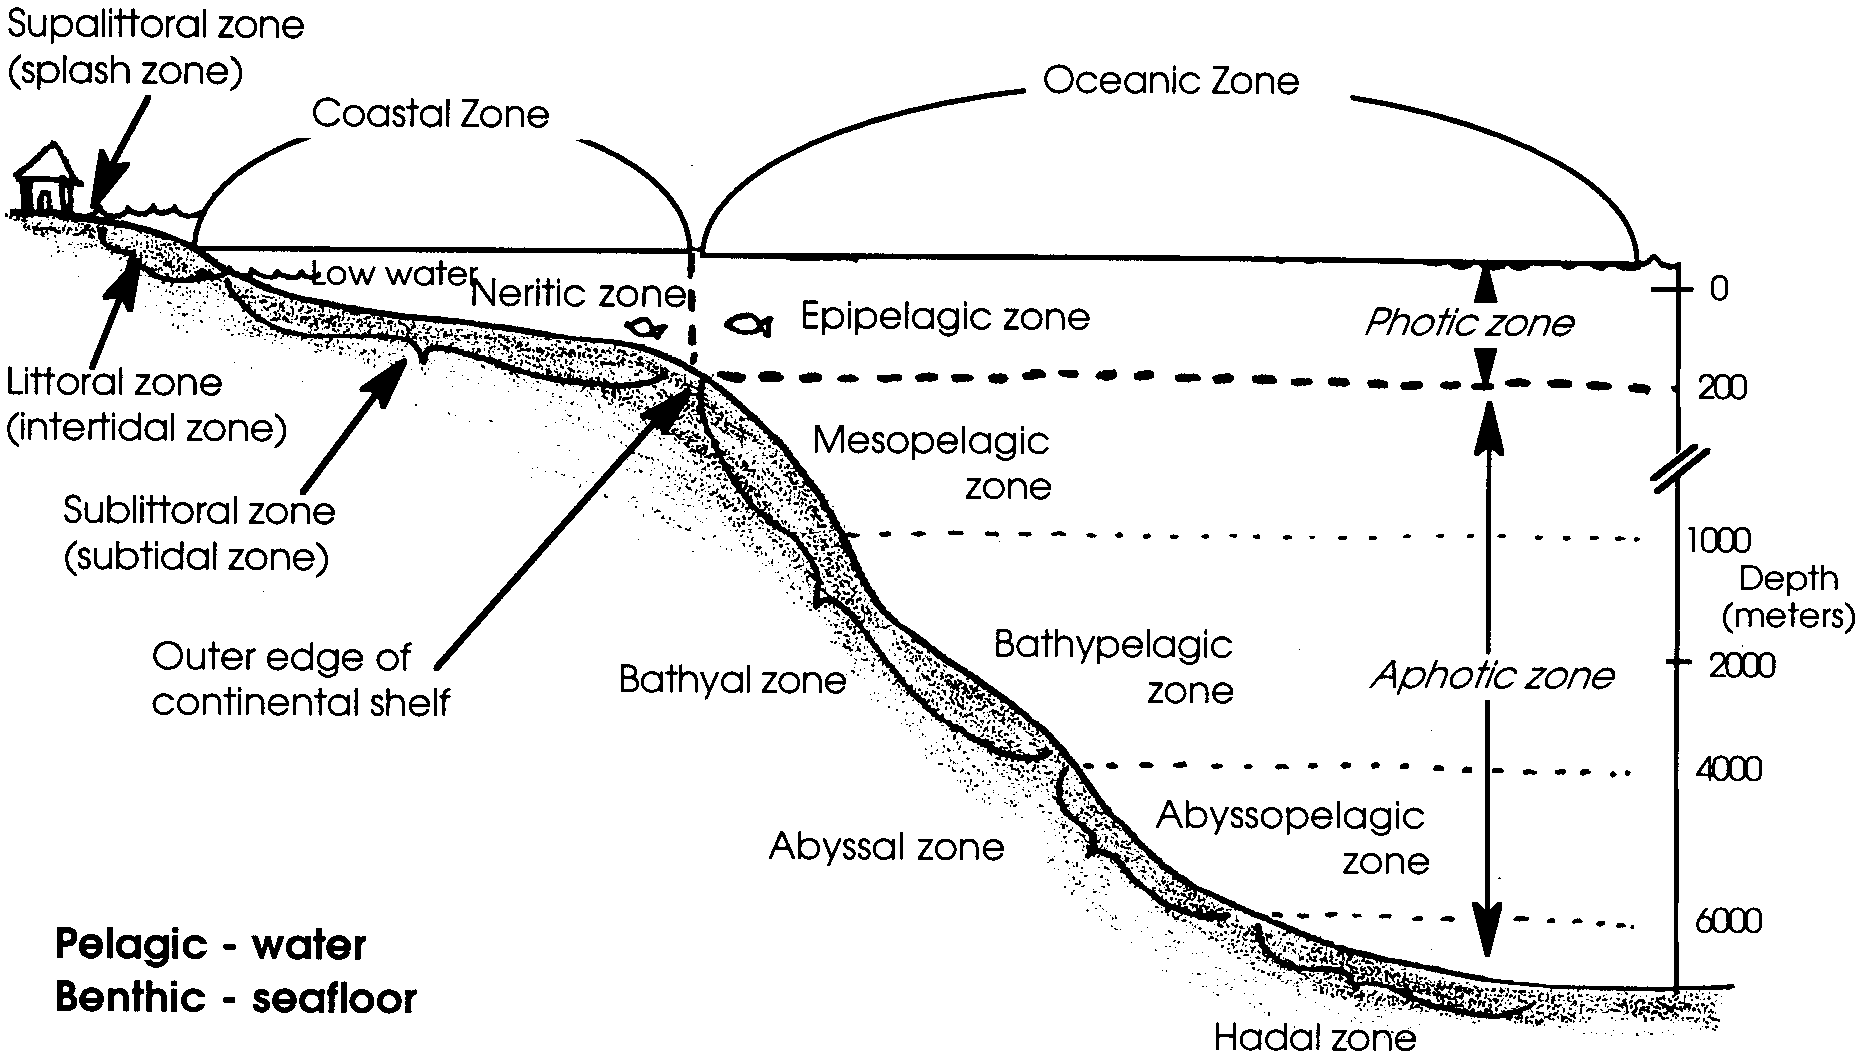 Supalittoral zone
(splash zone)
Coastal Zone
Oceanic Zone
Low water
Neritic zone
Epipelagic zone
Photic zone
0
200
Littoral zone
(intertidal zone)
Mesopelagic
zone
Sublittoral zone
(subtidal zone)
1000
Depth
(meters)
Outer edge of
continental shelf
Bathyal zone
Bathypelagic
zone
Aphotic zone
2000
4000
Abyssal zone
Abyssopelagic
zone
6000
Pelagic - water
Benthic - seafloor
Hadal zone